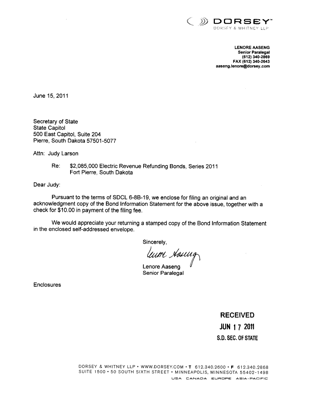 DORSEY™
DORSEY & WHITNEY LLP
LENORE AASENG
Senior Paralegal
(612) 340-2669
FAX (612) 340-2643
aaseng.lenore@dorsey.com
June 15, 2011
Secretary of State
State Capitol
500 East Capitol, Suite 204
Pierre, South Dakota 57501-5077
Attn: Judy Larson
Re: $2,085,000 Electric Revenue Refunding Bonds, Series 2011
Fort Pierre, South Dakota
Dear Judy:
Pursuant to the terms of SDCL 6-8B-19, we enclose for filing an original and an
acknowledgment copy of the Bond Information Statement for the above issue, together with a
check for $10.00 in payment of the filing fee.
We would appreciate your returning a stamped copy of the Bond Information Statement
in the enclosed self-addressed envelope.
Sincerely,
Lenore Aaseng
Lenore Aaseng
Senior Paralegal
Enclosures
RECEIVED
JUN 17 2011
S.D. SEC. OF STATE
DORSEY & WHITNEY LLP • WWW.DORSEY.COM • T 612.340.2600 • F 612.340.2868
SUITE 1500 • 50 SOUTH SIXTH STREET • MINNEAPOLIS, MINNESOTA 55402-1498
USA CANADA EUROPE ASIA-PACIFIC